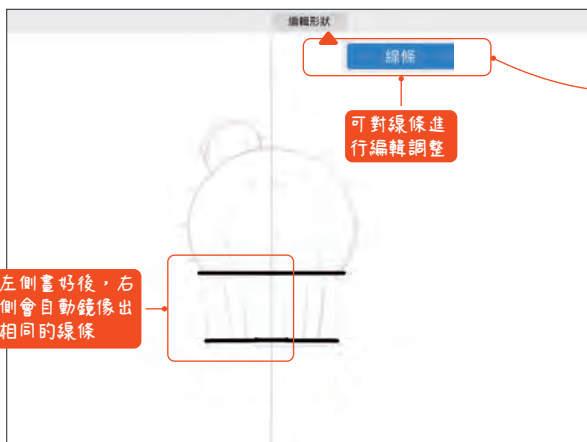 編輯形狀
線條
可對線條進
行編輯調整
左側畫好後，右
側會自動鏡像出
相同的線條